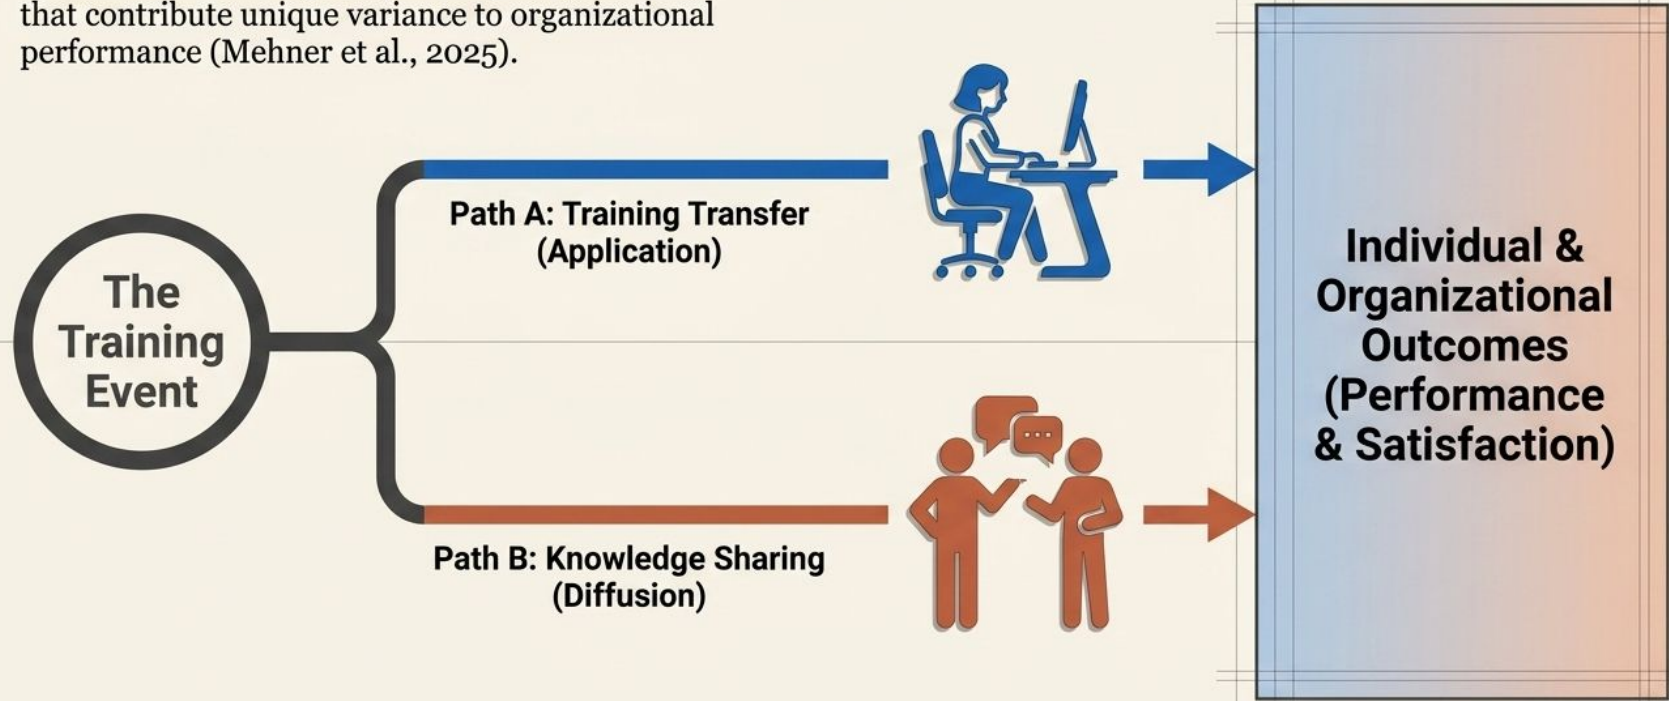 that contribute unique variance to organizational
performance (Mehner et al., 2025).
The
Training
Event
Path A: Training Transfer
(Application)
Path B: Knowledge Sharing
(Diffusion)
Individual &
Organizational
Outcomes
(Performance
& Satisfaction)